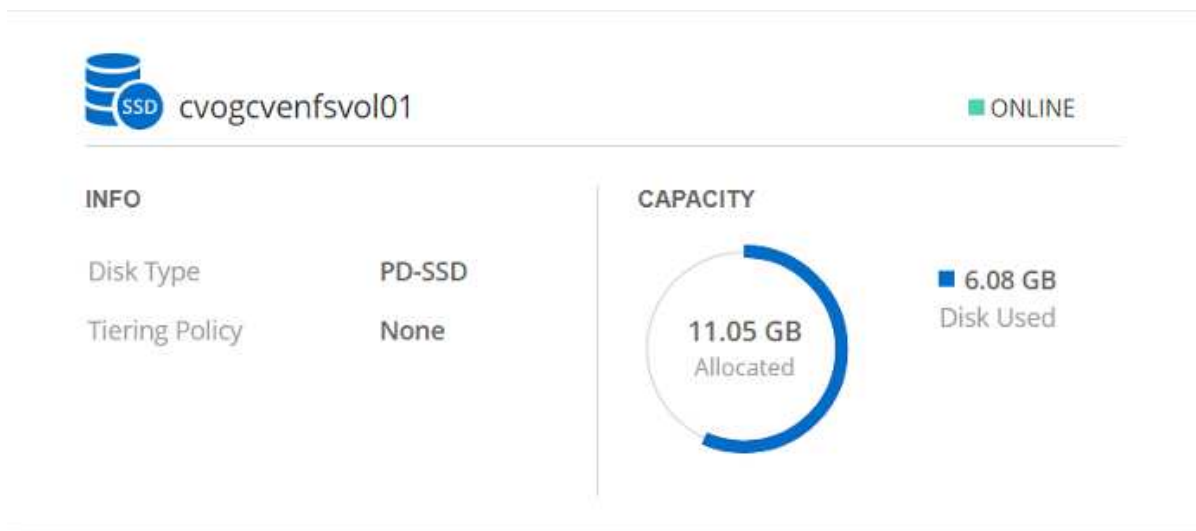 SSD
cvogcvenfsvol01
ONLINE
INFO
Disk Type PD-SSD
Tiering Policy None
CAPACITY
11.05 GB
Allocated
6.08 GB
Disk Used